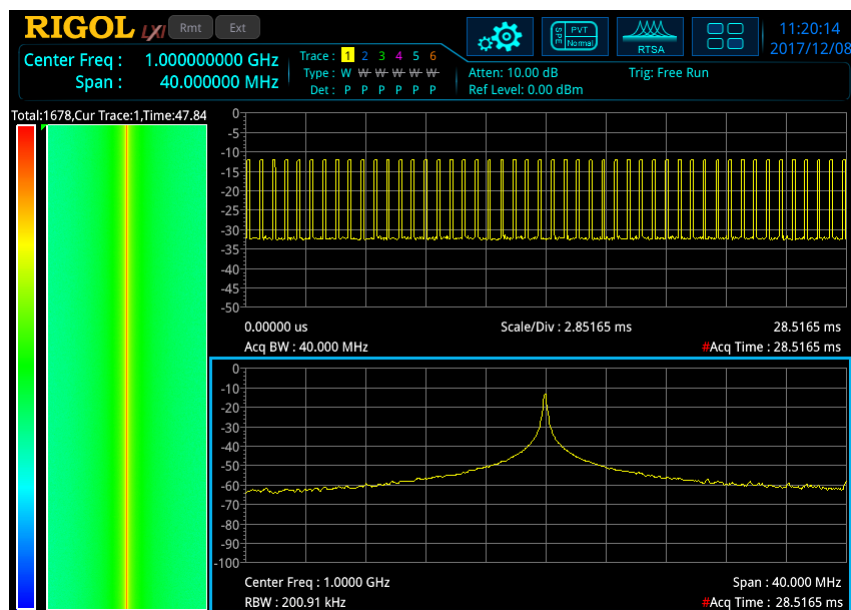 RIGOL LXI Rmt Ext
PVT
SPE Normal
RTSA
11:20:14
2017/12/08
Center Freq : 1.000000000 GHz
Span : 40.000000 MHz
Trace : 1 2 3 4 5 6
Type : W W W W W W
Det : P P P P P P
Atten: 10.00 dB
Trig: Free Run
Ref Level: 0.00 dBm
Total:1678,Cur Trace:1,Time:47.84
0
-5
-10
-15
-20
-25
-30
-35
-40
-45
-50
0.00000 us
Scale/Div : 2.85165 ms
28.5165 ms
Acq BW : 40.000 MHz
#Acq Time : 28.5165 ms
0
-10
-20
-30
-40
-50
-60
-70
-80
-90
-100
Center Freq : 1.0000 GHz
Span : 40.000 MHz
RBW : 200.91 kHz
#Acq Time : 28.5165 ms